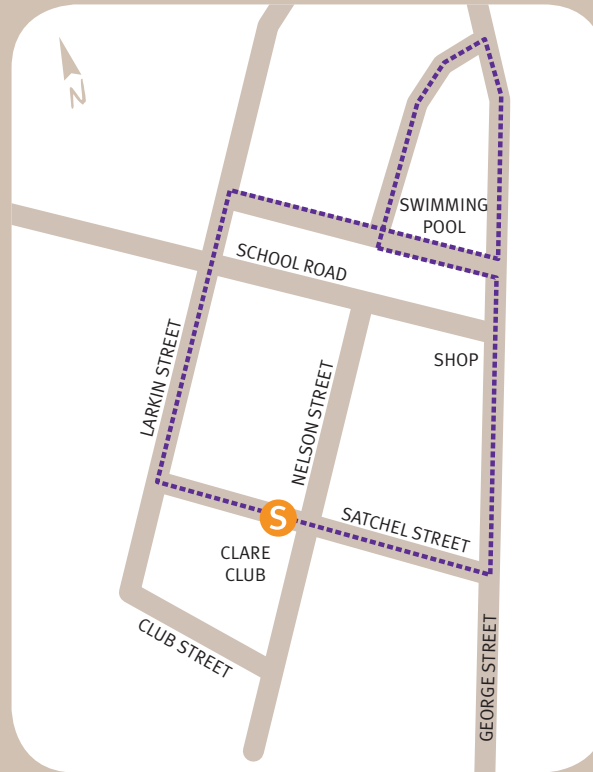 N
SWIMMING
POOL
SCHOOL ROAD
SHOP
LARKIN STREET
NELSON STREET
S
SATCHEL STREET
CLARE
CLUB
CLUB STREET
GEORGE STREET